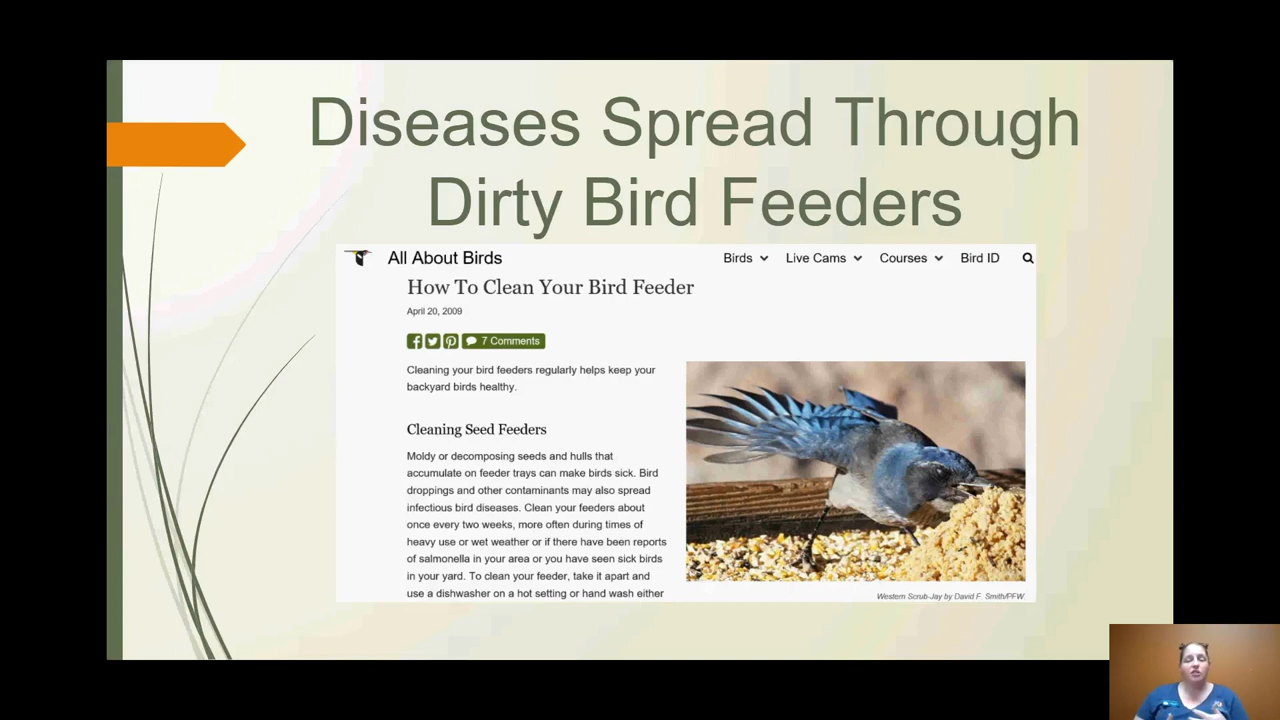 Diseases Spread Through
Dirty Bird Feeders
All About Birds
Birds
Live Cams
Courses
Bird ID
How To Clean Your Bird Feeder
April 20, 2009
7 Comments
Cleaning your bird feeders regularly helps keep your
backyard birds healthy.
Cleaning Seed Feeders
Moldy or decomposing seeds and hulls that
accumulate on feeder trays can make birds sick. Bird
droppings and other contaminants may also spread
infectious bird diseases. Clean your feeders about
once every two weeks, more often during times of
heavy use or wet weather or if there have been reports
of salmonella in your area or you have seen sick birds
in your yard. To clean your feeder, take it apart and
use a dishwasher on a hot setting or hand wash either
Western Scrub-Jay by David F. Smith/PFW.